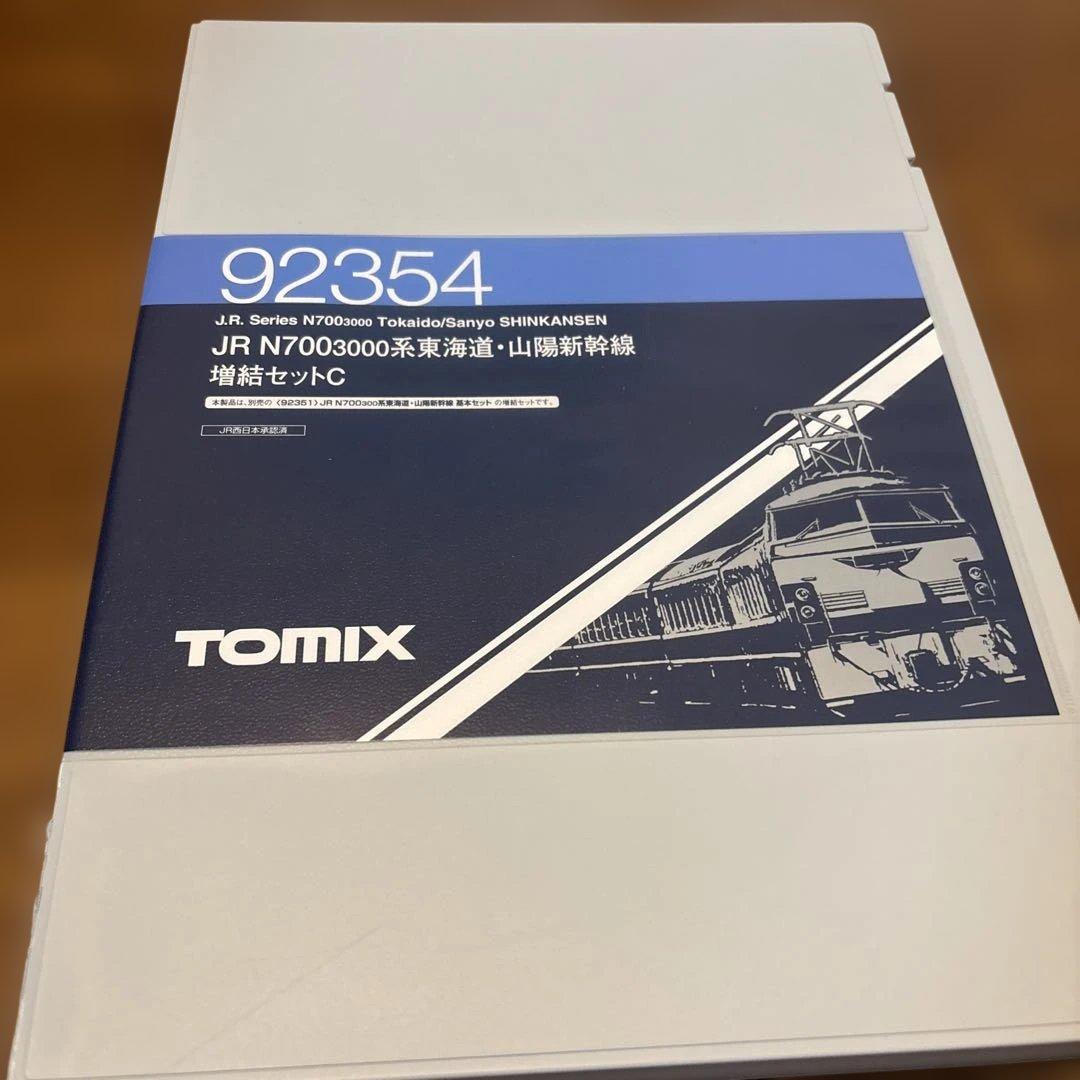 92354
J.R. Series N7003000 Tokaido/Sanyo SHINKANSEN
JR N7003000系東海道・山陽新幹線
増結セットC
本製品は、別売の〈92351〉JR N700300系東海道・山陽新幹線 基本セット の増結セットです。
JR西日本承認済
TOMIX